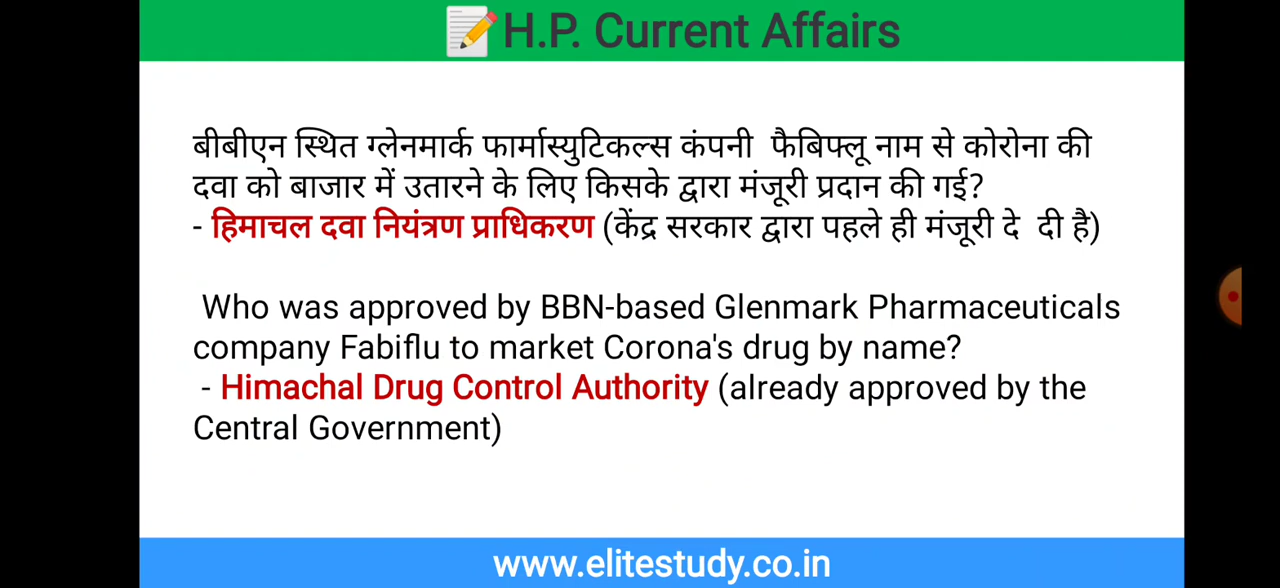 H.P. Current Affairs
बीबीएन स्थित ग्लेनमार्क फार्मास्युटिकल्स कंपनी फैबिफ्लू नाम से कोरोना की
दवा को बाजार में उतारने के लिए किसके द्वारा मंजूरी प्रदान की गई?
- हिमाचल दवा नियंत्रण प्राधिकरण (केंद्र सरकार द्वारा पहले ही मंजूरी दे दी है)
Who was approved by BBN-based Glenmark Pharmaceuticals
company Fabiflu to market Corona's drug by name?
- Himachal Drug Control Authority (already approved by the
Central Government)
www.elitestudy.co.in